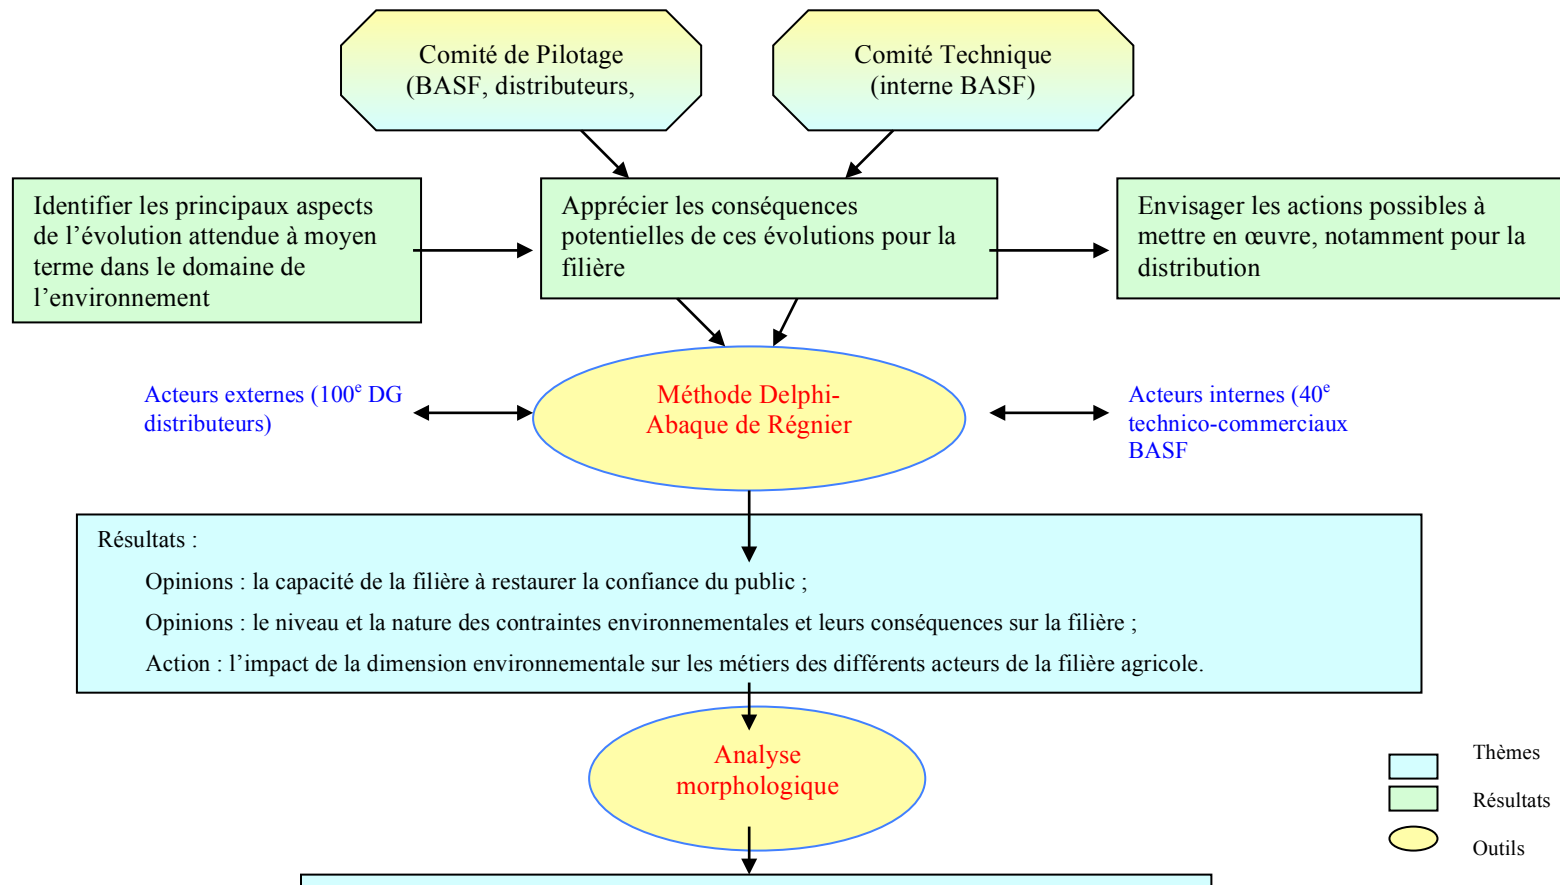 Comité de Pilotage
(BASF, distributeurs,
Comité Technique
(interne BASF)
Identifier les principaux aspects
de l’évolution attendue à moyen
terme dans le domaine de
l’environnement
Apprécier les conséquences
potentielles de ces évolutions pour la
filière
Envisager les actions possibles à
mettre en œuvre, notamment pour la
distribution
Acteurs externes (100e DG
distributeurs)
Méthode Delphi-
Abaque de Régnier
Acteurs internes (40e
technico-commerciaux
BASF
Résultats :
Opinions : la capacité de la filière à restaurer la confiance du public ;
Opinions : le niveau et la nature des contraintes environnementales et leurs conséquences sur la filière ;
Action : l’impact de la dimension environnementale sur les métiers des différents acteurs de la filière agricole.
Analyse
morphologique
Thèmes
Résultats
Outils